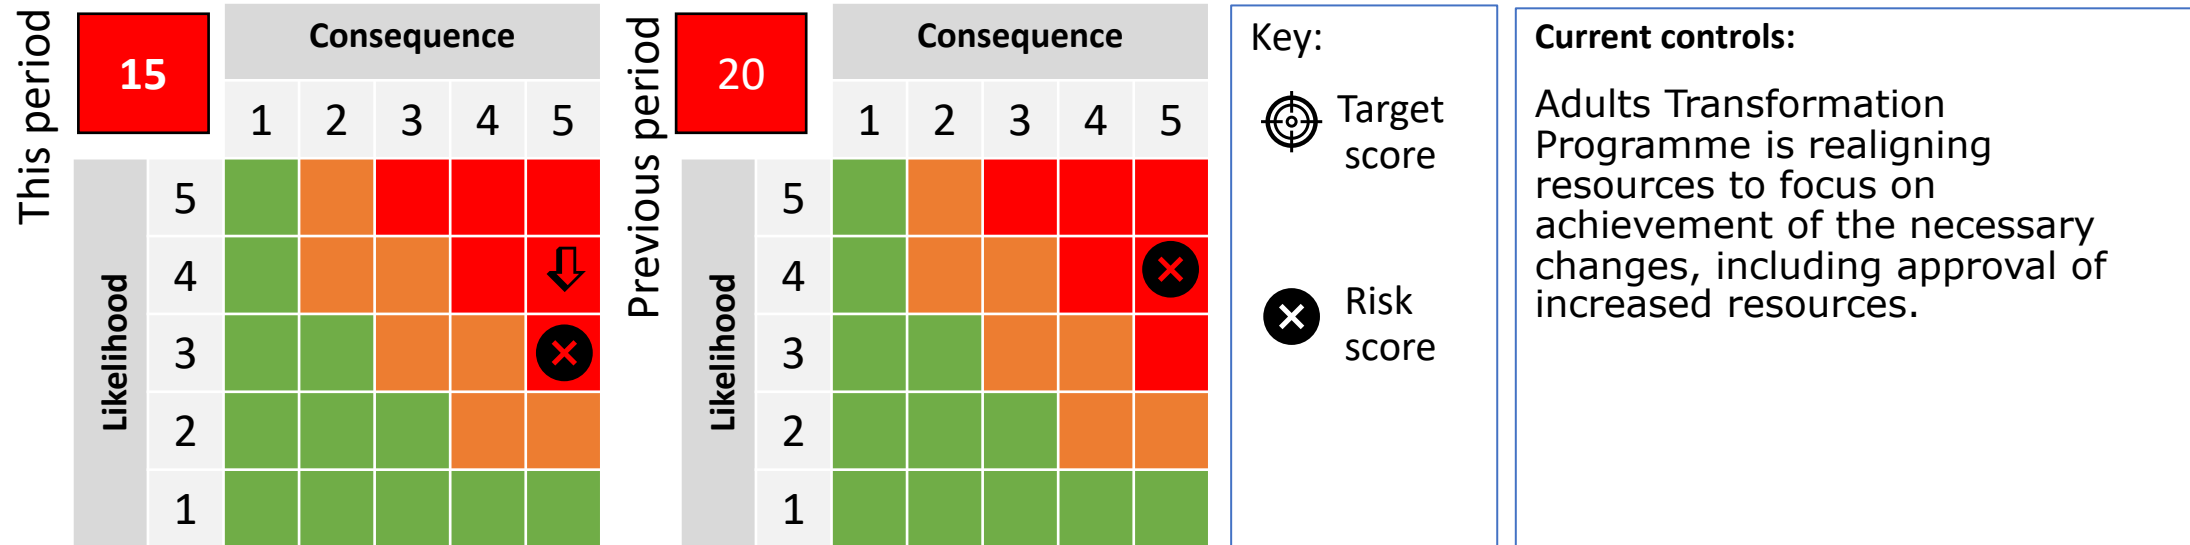 This period
15
Consequence
1 2 3 4 5
Likelihood
5
4
3
2
1
Previous period
20
Consequence
1 2 3 4 5
Likelihood
5
4
3
2
1
Key:
Target
score
Risk
score
Current controls:
Adults Transformation
Programme is realigning
resources to focus on
achievement of the necessary
changes, including approval of
increased resources.